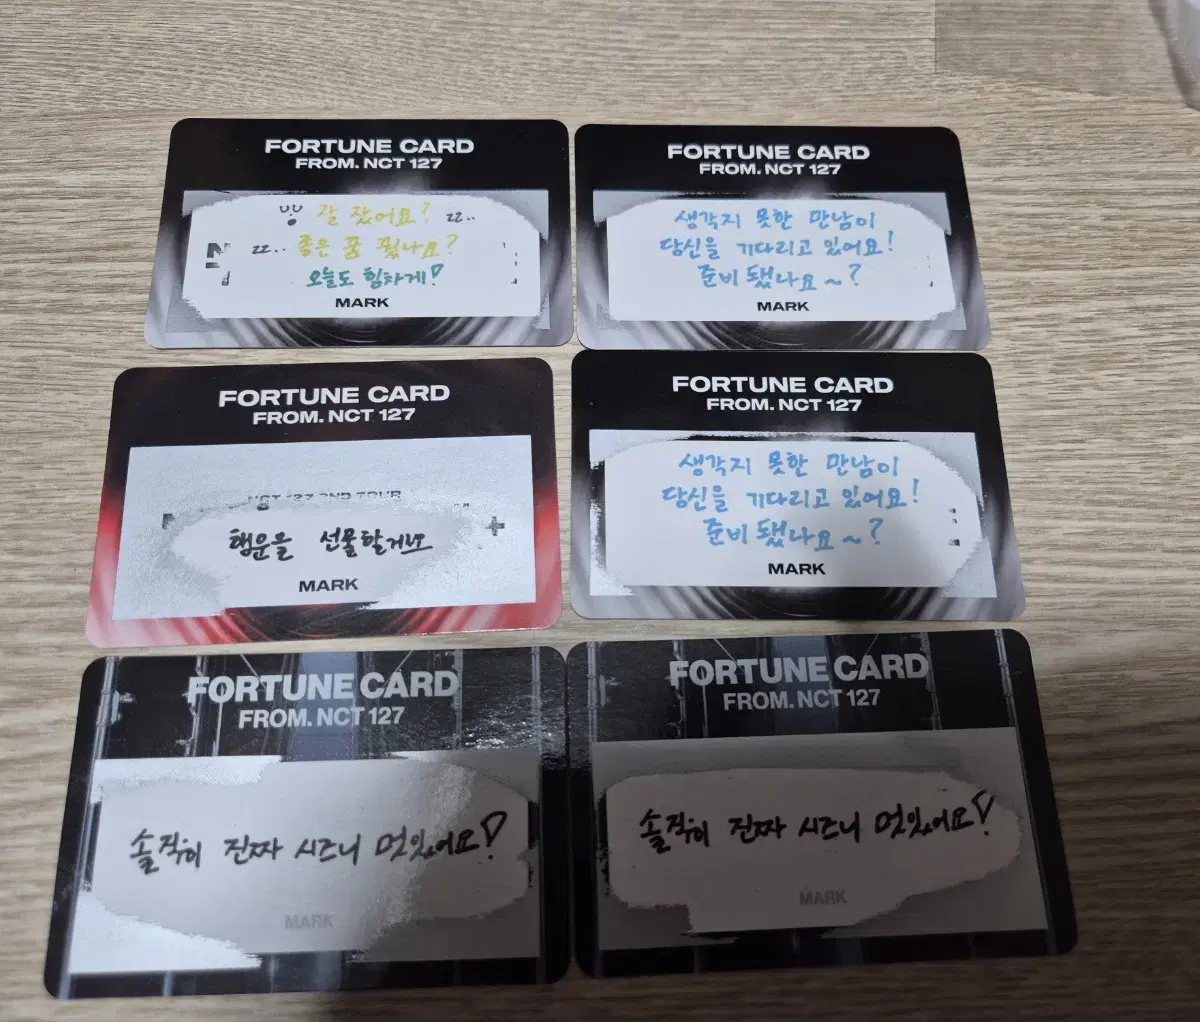 FORTUNE CARD
FROM. NCT 127
잘 잤어요? zz..
zz.. 좋은 꿈 꿨나요?
오늘도 힘차게!
MARK
FORTUNE CARD
FROM. NCT 127
생각지 못한 만남이
당신을 기다리고 있어요!
준비 됐나요~?
MARK
FORTUNE CARD
FROM. NCT 127
NCT 127 2ND TOUR
행운을 선물할게요
MARK
FORTUNE CARD
FROM. NCT 127
생각지 못한 만남이
당신을 기다리고 있어요!
준비 됐나요~?
MARK
FORTUNE CARD
FROM. NCT 127
솔직히 진짜 시즈니 멋있어요!
MARK
FORTUNE CARD
FROM. NCT 127
솔직히 진짜 시즈니 멋있어요!
MARK